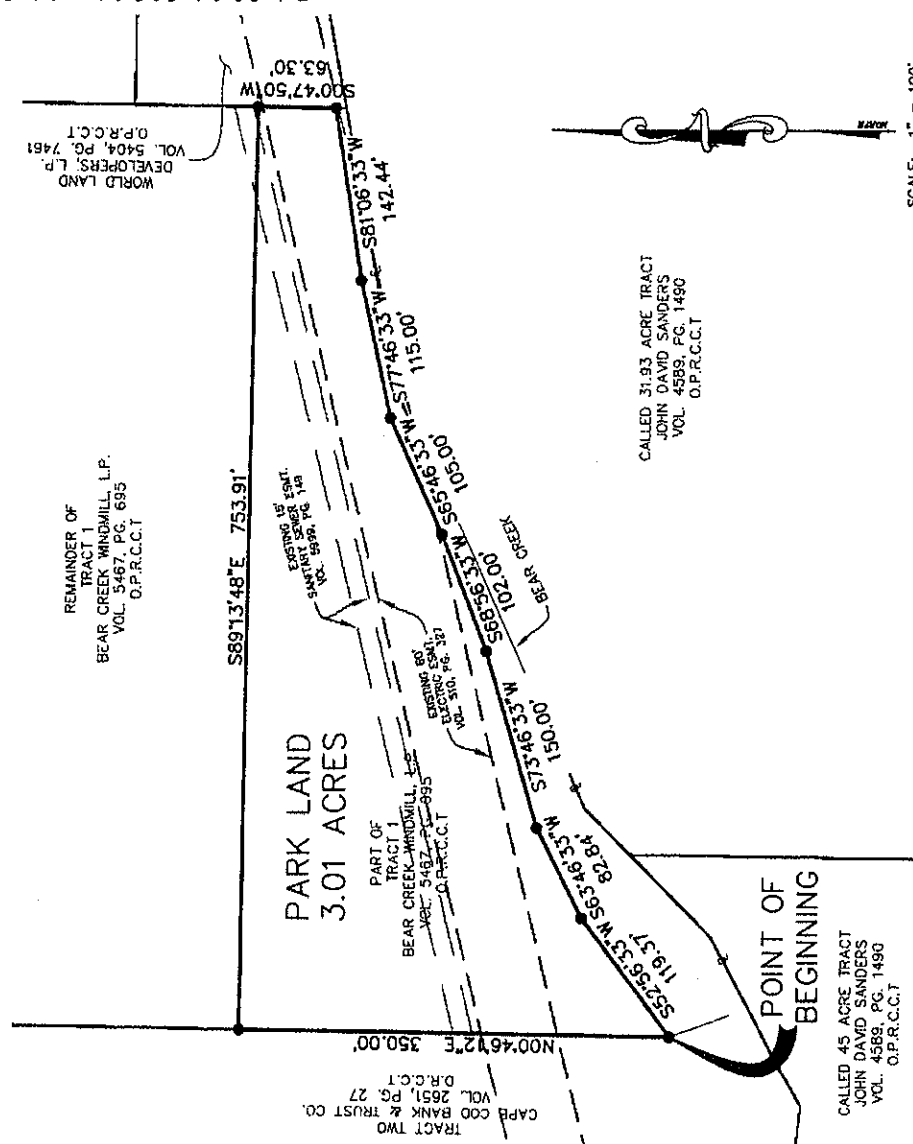 WORLD LAND
DEVELOPERS, L.P.
VOL. 5404, PG. 7461
O.P.R.C.C.T
S00°47'50"W
63.30'
S81°06'33"W
142.44'
S77°46'33"W
115.00'
S65°46'33"W
105.00'
S68°56'33"W
102.00'
BEAR CREEK
S73°46'33"W
150.00'
S63°46'33"W
82.84'
S52°56'33"W
119.37'
NORTH
REMAINDER OF
TRACT 1
BEAR CREEK WINDMILL, L.P.
VOL. 5467, PG. 695
O.P.R.C.C.T
S89°13'48"E 753.91'
EXISTING 15'
SANITARY SEWER ESMT.
VOL. 5999, PG. 149
EXISTING 80'
ELECTRIC ESMT.
VOL. 510, PG. 327
CALLED 31.93 ACRE TRACT
JOHN DAVID SANDERS
VOL. 4589, PG. 1490
O.P.R.C.C.T
PARK LAND
3.01 ACRES
PART OF
TRACT 1
BEAR CREEK WINDMILL, L.P.
VOL. 5467, PG. 695
O.P.R.C.C.T
N00°46'12"E 350.00'
TRACT TWO
CAPE COD BANK & TRUST CO.
VOL. 2651, PG. 27
D.R.C.C.T
POINT OF
BEGINNING
CALLED 45 ACRE TRACT
JOHN DAVID SANDERS
VOL. 4589, PG. 1490
O.P.R.C.C.T